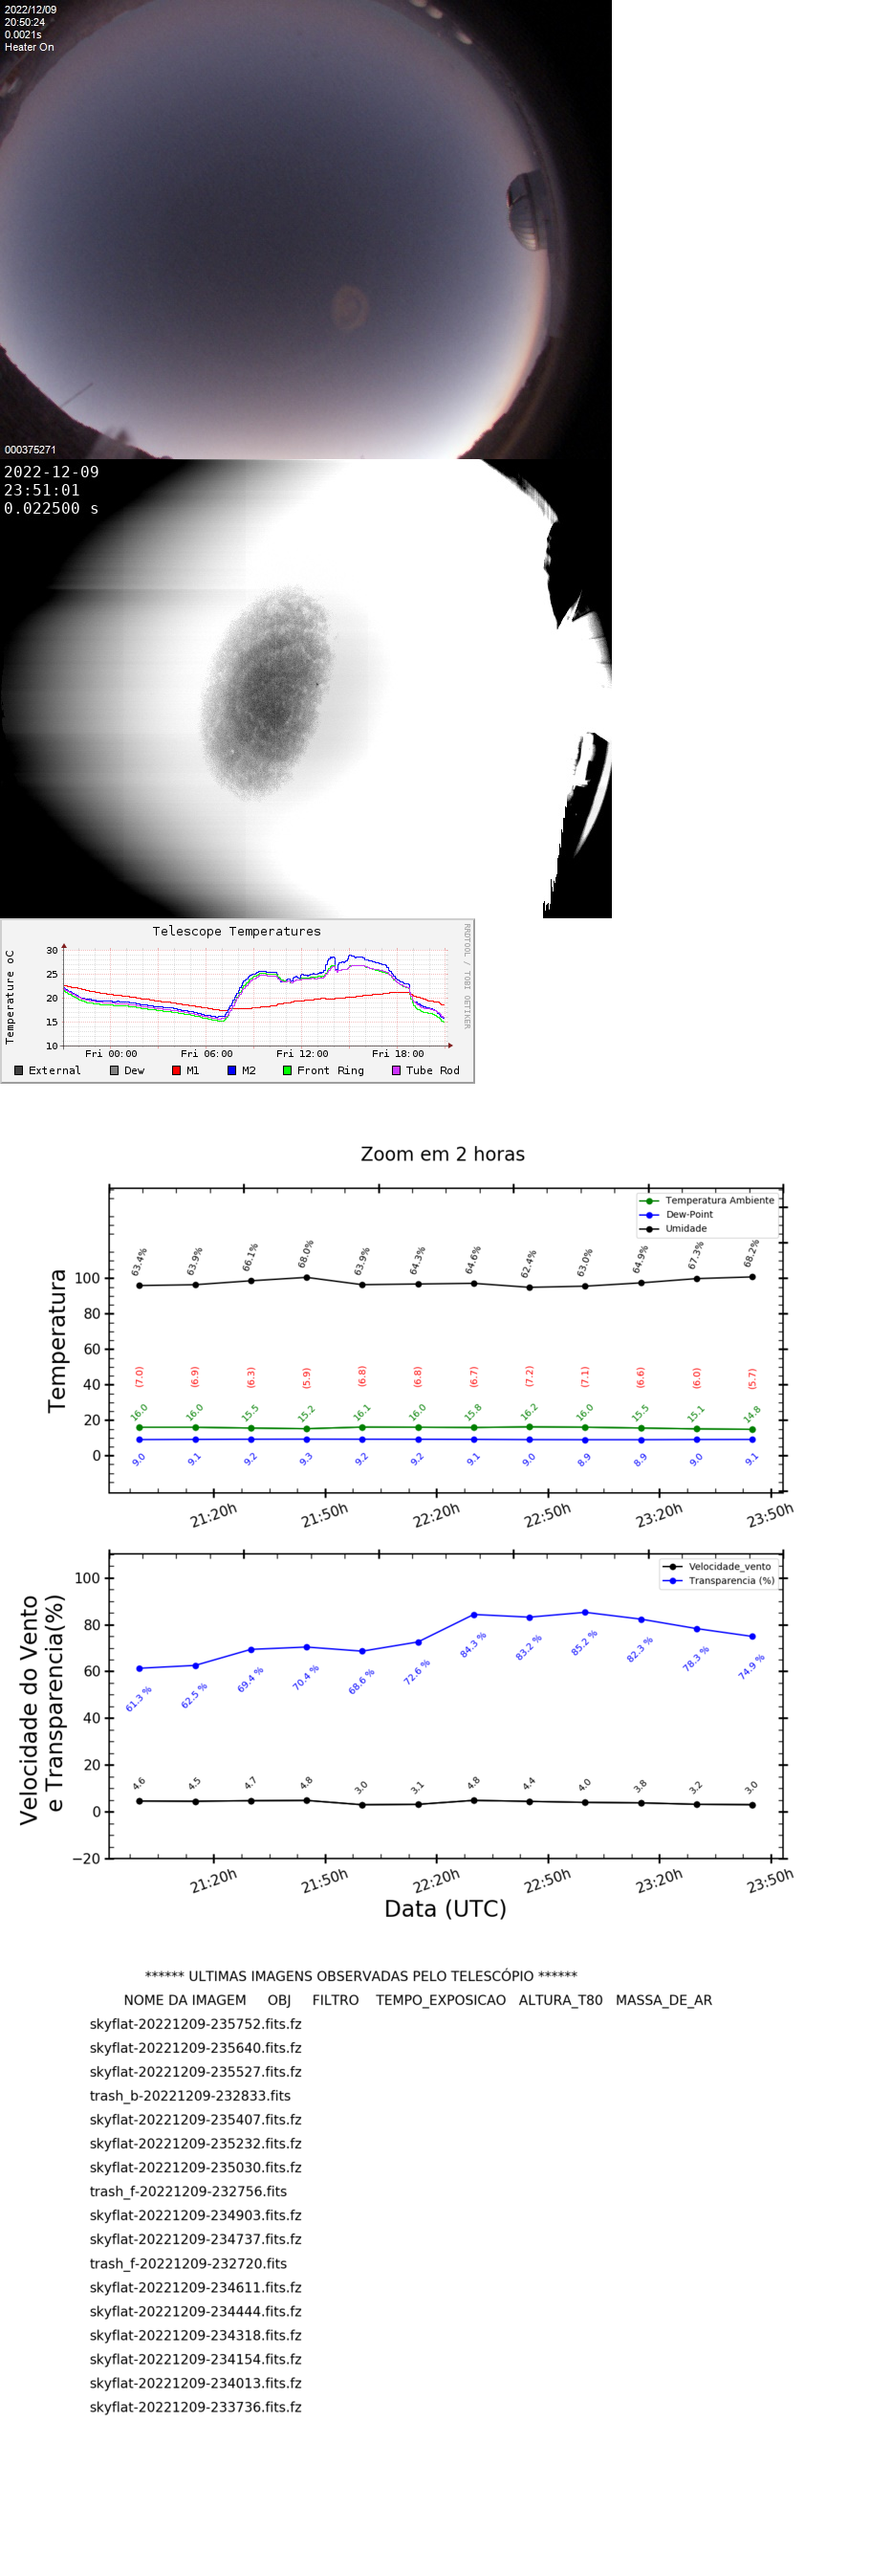 2022/12/09
20:50:24
0.0021s
Heater On
000375271
2022-12-09
23:51:01
0.022500 s
Telescope Temperatures
RRDTOOL / TOBI OETIKER
Temperature oC
30
25
20
15
10
Fri 00:00 Fri 06:00 Fri 12:00 Fri 18:00
External Dew M1 M2 Front Ring Tube Rod
Zoom em 2 horas
Temperatura Ambiente
Dew-Point
Umidade
Temperatura
100
80
60
40
20
0
63.4% 63.9% 66.1% 68.0% 63.9% 64.3% 64.6% 62.4% 63.0% 64.9% 67.3% 68.2%
(7.0) (6.9) (6.3) (5.9) (6.8) (6.8) (6.7) (7.2) (7.1) (6.6) (6.0) (5.7)
16.0 16.0 15.5 15.2 16.1 16.0 15.8 16.2 16.0 15.5 15.1 14.8
9.0 9.1 9.2 9.3 9.2 9.2 9.1 9.0 8.9 8.9 9.0 9.1
21:20h 21:50h 22:20h 22:50h 23:20h 23:50h
Velocidade_vento
Transparencia (%)
Velocidade do Vento
e Transparencia(%)
100
80
60
40
20
0
−20
61.3 % 62.5 % 69.4 % 70.4 % 68.6 % 72.6 % 84.3 % 83.2 % 85.2 % 82.3 % 78.3 % 74.9 %
4.6 4.5 4.7 4.8 3.0 3.1 4.8 4.4 4.0 3.8 3.2 3.0
21:20h 21:50h 22:20h 22:50h 23:20h 23:50h
Data (UTC)
****** ULTIMAS IMAGENS OBSERVADAS PELO TELESCÓPIO ******
NOME DA IMAGEM OBJ FILTRO TEMPO_EXPOSICAO ALTURA_T80 MASSA_DE_AR
skyflat-20221209-235752.fits.fz
skyflat-20221209-235640.fits.fz
skyflat-20221209-235527.fits.fz
trash_b-20221209-232833.fits
skyflat-20221209-235407.fits.fz
skyflat-20221209-235232.fits.fz
skyflat-20221209-235030.fits.fz
trash_f-20221209-232756.fits
skyflat-20221209-234903.fits.fz
skyflat-20221209-234737.fits.fz
trash_f-20221209-232720.fits
skyflat-20221209-234611.fits.fz
skyflat-20221209-234444.fits.fz
skyflat-20221209-234318.fits.fz
skyflat-20221209-234154.fits.fz
skyflat-20221209-234013.fits.fz
skyflat-20221209-233736.fits.fz